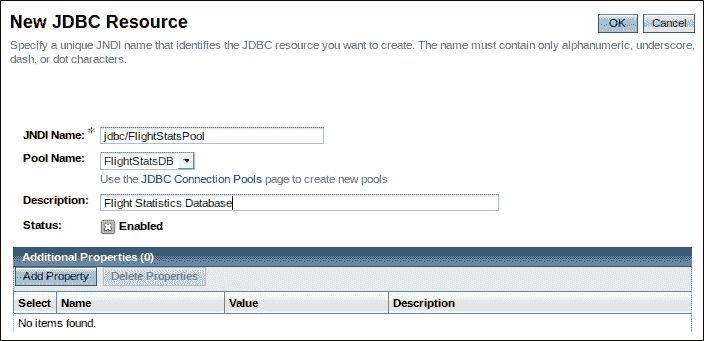 New JDBC Resource
OK Cancel
Specify a unique JNDI name that identifies the JDBC resource you want to create. The name must contain only alphanumeric, underscore,
dash, or dot characters.
JNDI Name: * jdbc/FlightStatsPool
Pool Name: FlightStatsDB
Use the JDBC Connection Pools page to create new pools
Description: Flight Statistics Database
Status: Enabled
Additional Properties (0)
Add Property Delete Properties
Select Name Value Description
No items found.